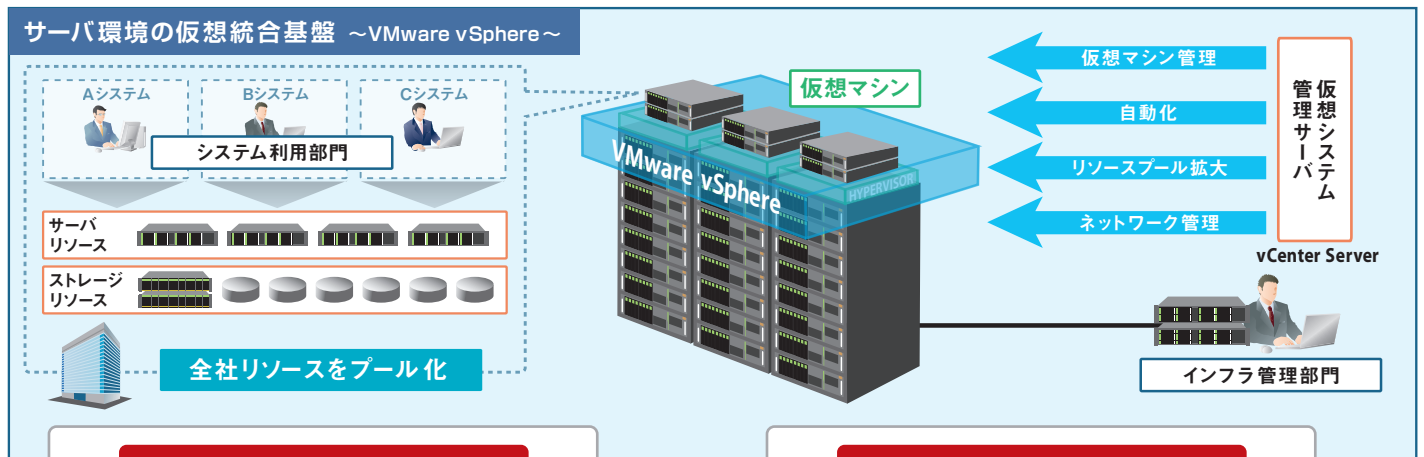 サーバ環境の仮想統合基盤 ～VMware vSphere～
Aシステム
Bシステム
Cシステム
システム利用部門
サーバ
リソース
ストレージ
リソース
全社リソースをプール化
仮想マシン
VMware vSphere
HYPERVISOR
仮想マシン管理
自動化
リソースプール拡大
ネットワーク管理
仮想システム
管理サーバ
vCenter Server
インフラ管理部門